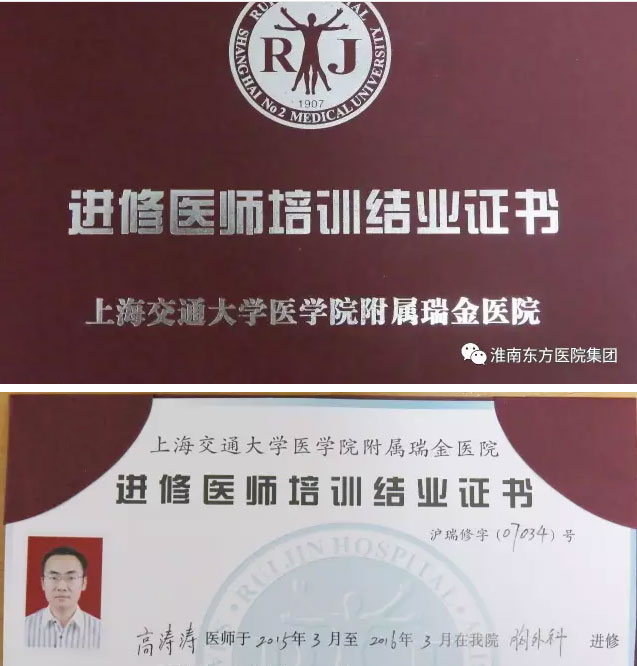 RUIJIN HOSPITAL
SHANGHAI No2 MEDICAL UNIVERSITY
R J
1907
进修医师培训结业证书
上海交通大学医学院附属瑞金医院
淮南东方医院集团
上海交通大学医学院附属瑞金医院
进修医师培训结业证书
沪瑞修字(07034)号
RUIJIN HOSPITAL
高涛涛 医师于2015年3月至2016年3月在我院 胸外科 进修